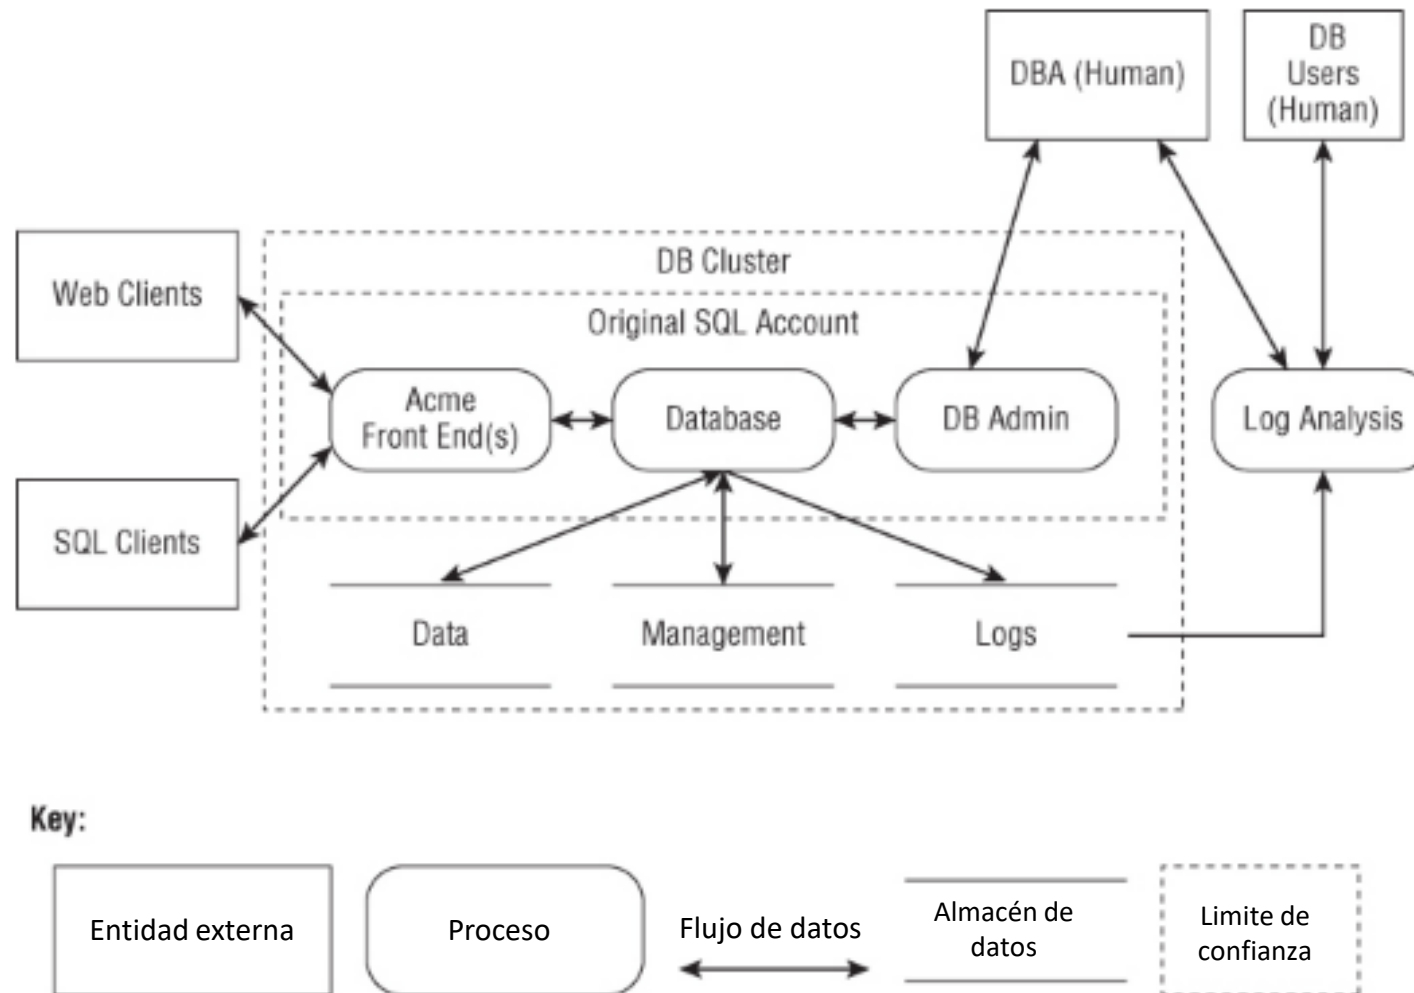 DBA (Human)
DB
Users
(Human)
Web Clients
DB Cluster
Original SQL Account
Acme
Front End(s)
Database
DB Admin
Log Analysis
SQL Clients
Data
Management
Logs
Key:
Entidad externa
Proceso
Flujo de datos
Almacén de
datos
Limite de
confianza